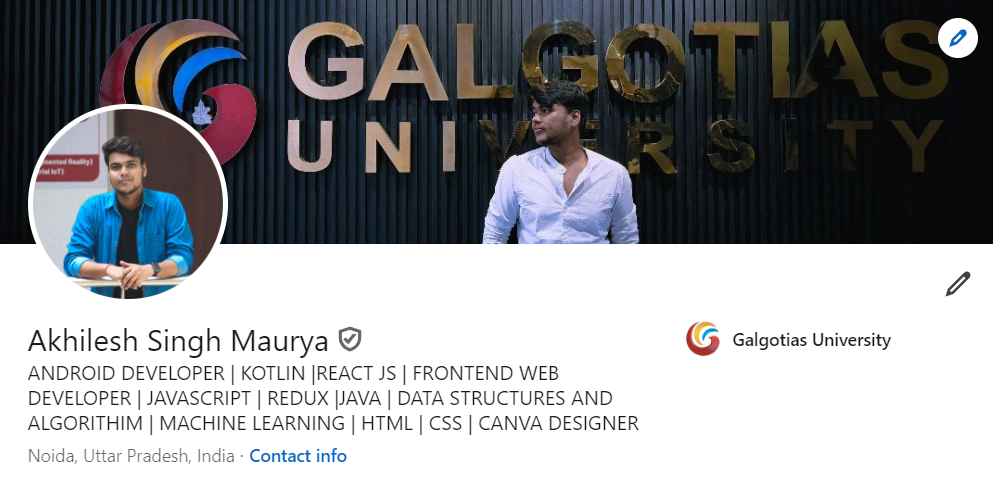 GALGOTIAS
UNIVERSITY
mented Reality)
rial IoT)
Akhilesh Singh Maurya
Galgotias University
ANDROID DEVELOPER | KOTLIN |REACT JS | FRONTEND WEB
DEVELOPER | JAVASCRIPT | REDUX |JAVA | DATA STRUCTURES AND
ALGORITHIM | MACHINE LEARNING | HTML | CSS | CANVA DESIGNER
Noida, Uttar Pradesh, India · Contact info